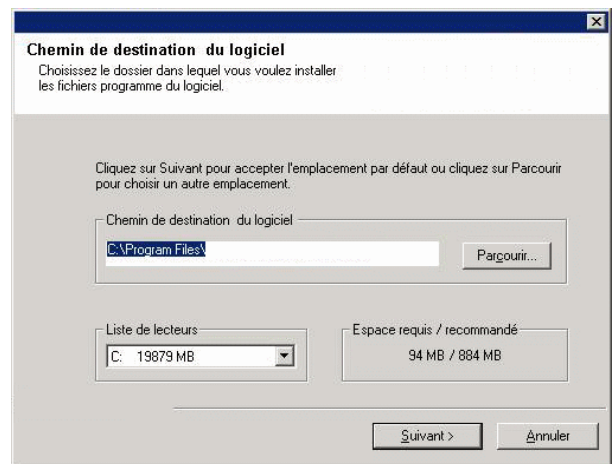 Chemin de destination du logiciel
Choisissez le dossier dans lequel vous voulez installer
les fichiers programme du logiciel.
Cliquez sur Suivant pour accepter l'emplacement par défaut ou cliquez sur Parcourir
pour choisir un autre emplacement.
Chemin de destination du logiciel
C:\Program Files\
Parcourir...
Liste de lecteurs
C: 19879 MB
Espace requis / recommandé
94 MB / 884 MB
Suivant >
Annuler